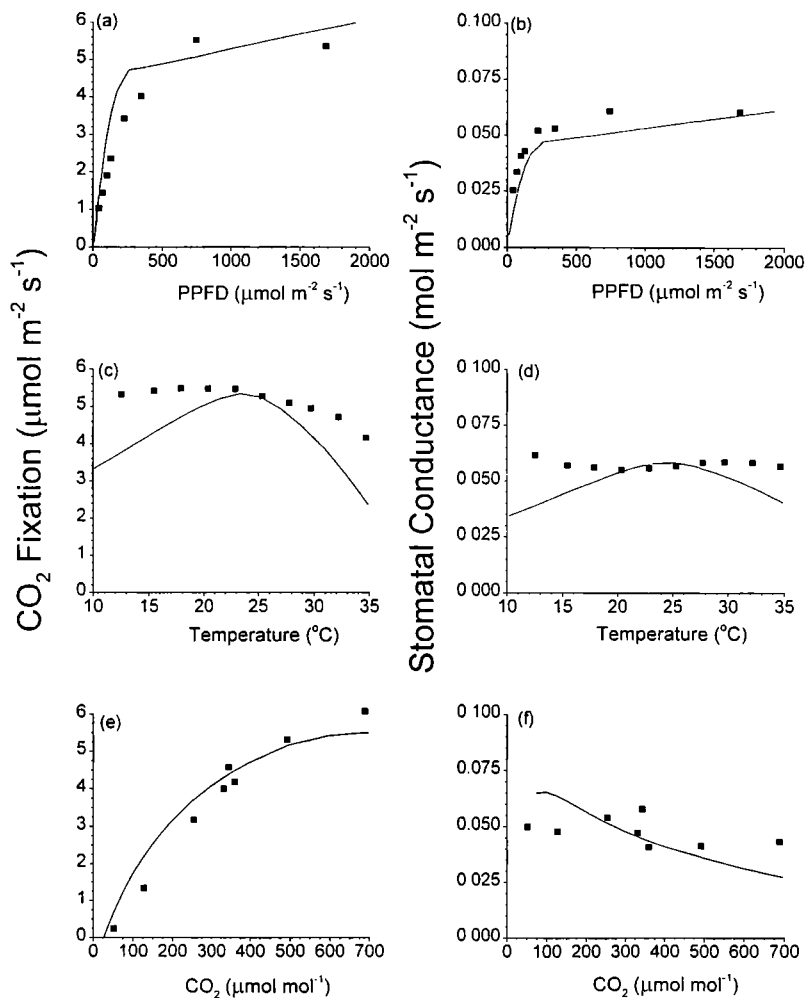 (a)
6
5
4
3
2
1
0
0 500 1000 1500 2000
PPFD (μmol m⁻² s⁻¹)
(b)
0 100
0.075
0.050
0.025
0 000
0 500 1000 1500 2000
PPFD (μmol m⁻² s⁻¹)
CO₂ Fixation (μmol m⁻² s⁻¹)
Stomatal Conductance (mol m⁻² s⁻¹)
(c)
6
5
4
3
2
1
0
10 15 20 25 30 35
Temperature (°C)
(d)
0 100
0.075
0.050
0.025
0 000
10 15 20 25 30 35
Temperature (°C)
(e)
6
5
4
3
2
1
0
0 100 200 300 400 500 600 700
CO₂ (μmol mol⁻¹)
(f)
0 100
0.075
0.050
0.025
0 000
0 100 200 300 400 500 600 700
CO₂ (μmol mol⁻¹)